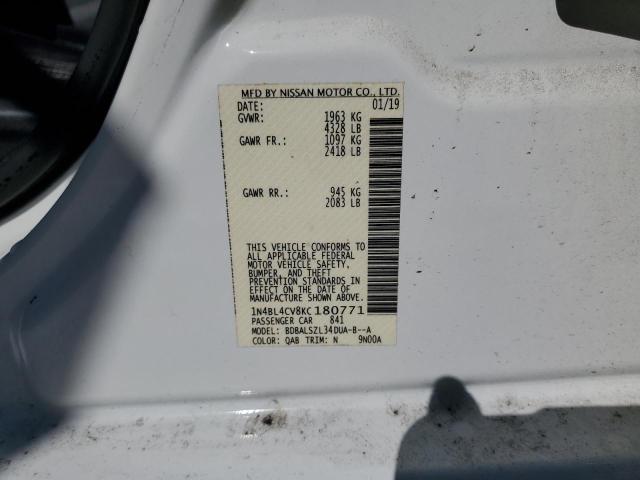 MFD BY NISSAN MOTOR CO., LTD.
DATE: 01/19
GVWR: 1963 KG
4328 LB
GAWR FR.: 1097 KG
2418 LB
GAWR RR.: 945 KG
2083 LB
THIS VEHICLE CONFORMS TO
ALL APPLICABLE FEDERAL
MOTOR VEHICLE SAFETY,
BUMPER, AND THEFT
PREVENTION STANDARDS IN
EFFECT ON THE DATE OF
MANUFACTURE SHOWN ABOVE.
1N4BL4CV8KC180771
PASSENGER CAR 841
MODEL: BDBALSZL34DUA-B--A
COLOR: QAB TRIM: N 9N00A